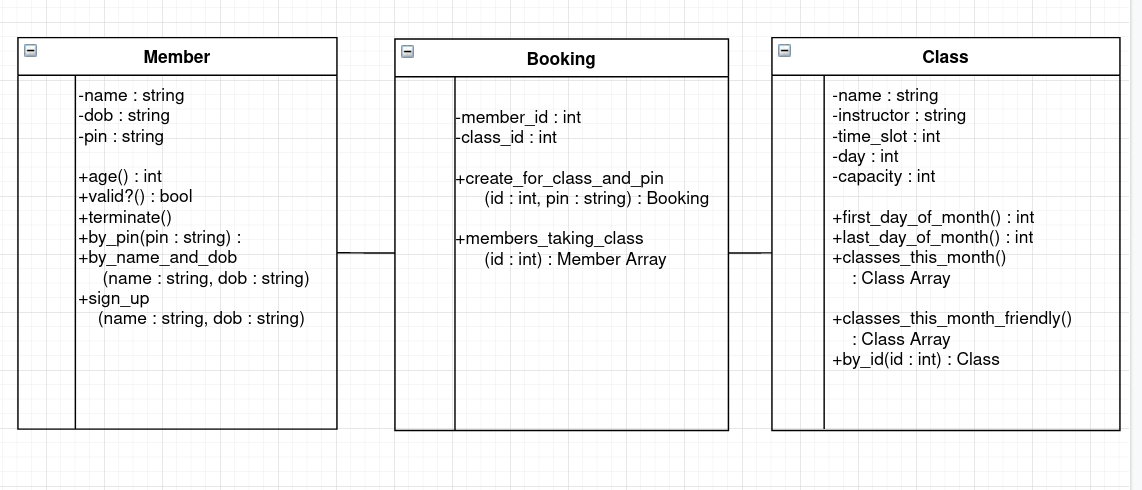 Member
-name : string
-dob : string
-pin : string
+age() : int
+valid?() : bool
+terminate()
+by_pin(pin : string) :
+by_name_and_dob
(name : string, dob : string)
+sign_up
(name : string, dob : string)
Booking
-member_id : int
-class_id : int
+create_for_class_and_pin
(id : int, pin : string) : Booking
+members_taking_class
(id : int) : Member Array
Class
-name : string
-instructor : string
-time_slot : int
-day : int
-capacity : int
+first_day_of_month() : int
+last_day_of_month() : int
+classes_this_month()
: Class Array
+classes_this_month_friendly()
: Class Array
+by_id(id : int) : Class